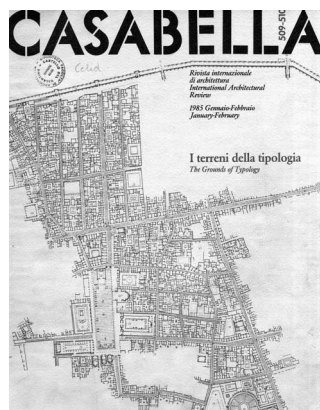 CASABELLA
509-510
Rivista internazionale
di architettura
International Architectural
Review
1985 Gennaio-Febbraio
January-February
I terreni della tipologia
The Grounds of Typology